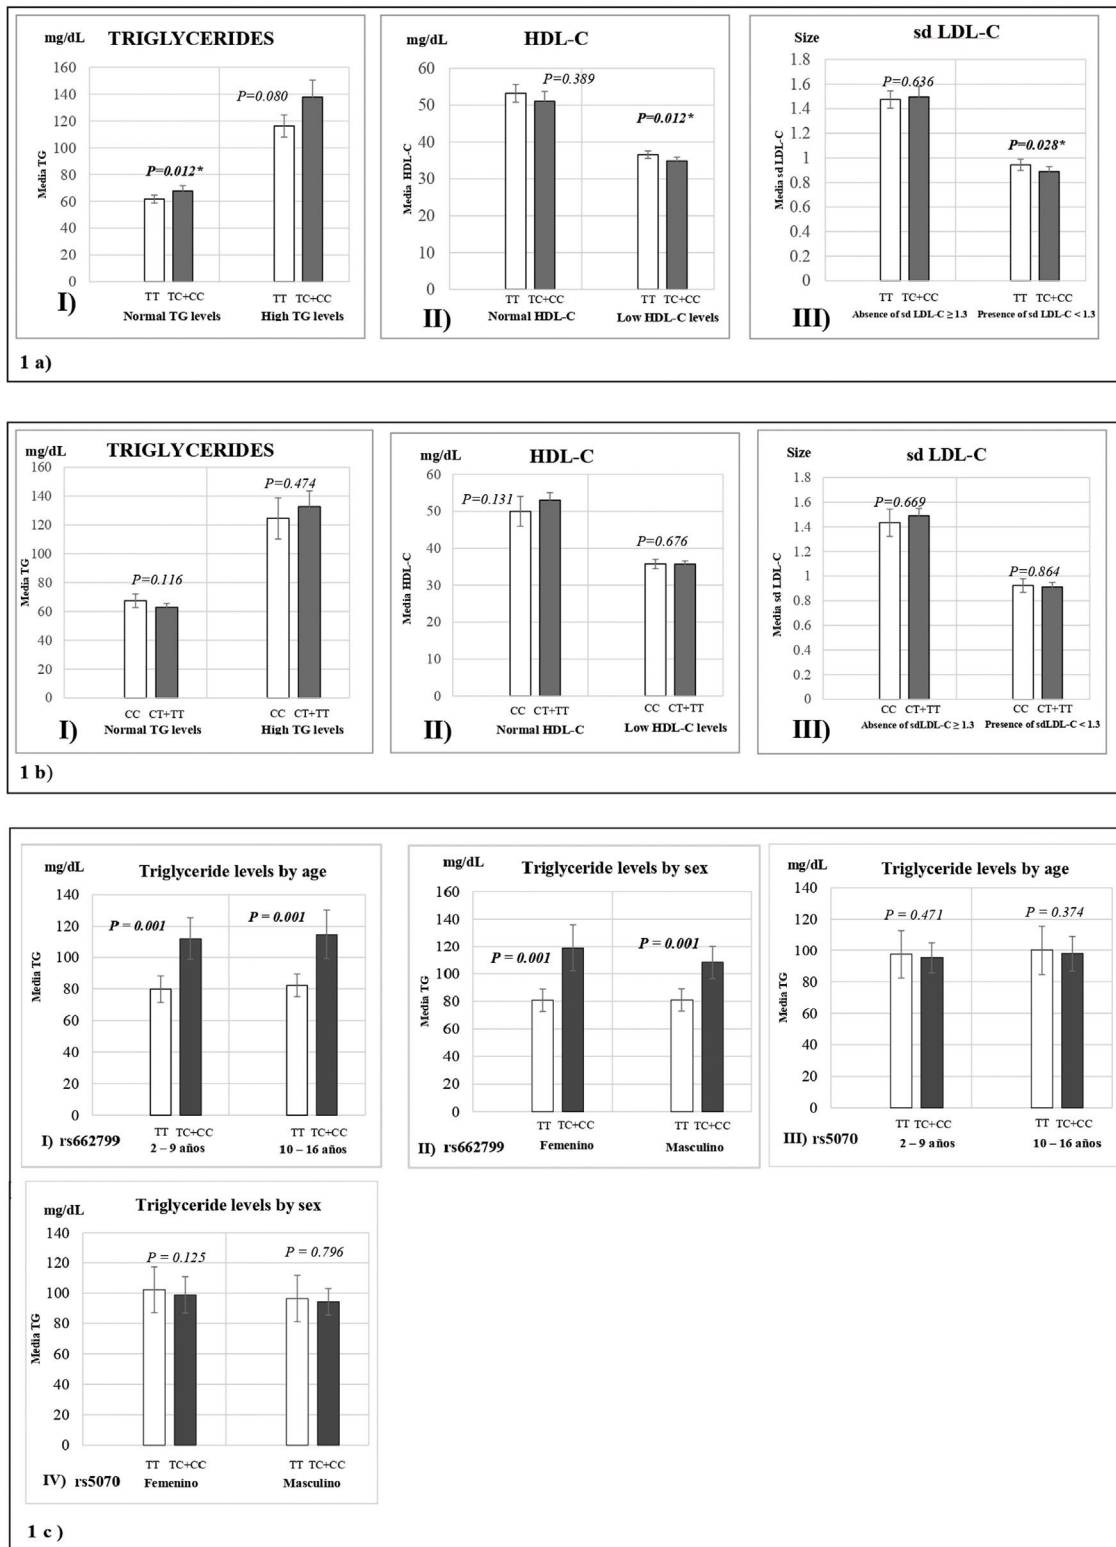 TRIGLYCERIDES
mg/dL
160
140
120
100
80
60
40
20
0
Media TG
P=0.012*
P=0.080
TT TC+CC TT TC+CC
Normal TG levels High TG levels
I)
HDL-C
mg/dL
60
50
40
30
20
10
0
Media HDL-C
P=0.389
P=0.012*
TT TC+CC TT TC+CC
Normal HDL-C Low HDL-C levels
II)
sd LDL-C
Size
1.8
1.6
1.4
1.2
1
0.8
0.6
0.4
0.2
0
Media sd LDL-C
P=0.636
P=0.028*
TT TC+CC TT TC+CC
Absence of sd LDL-C ≥ 1.3 Presence of sd LDL-C < 1.3
III)
1 a)
TRIGLYCERIDES
mg/dL
160
140
120
100
80
60
40
20
0
Media TG
P=0.116
P=0.474
CC CT+TT CC CT+TT
Normal TG levels High TG levels
I)
HDL-C
mg/dL
60
50
40
30
20
10
0
Media HDL-C
P=0.131
P=0.676
CC CT+TT CC CT+TT
Normal HDL-C Low HDL-C levels
II)
sd LDL-C
Size
1.8
1.6
1.4
1.2
1
0.8
0.6
0.4
0.2
0
Media sd LDL-C
P=0.669
P=0.864
CC CT+TT CC CT+TT
Absence of sdLDL-C ≥ 1.3 Presence of sdLDL-C < 1.3
III)
1 b)
mg/dL
Triglyceride levels by age
140
120
100
80
60
40
20
0
Media TG
P = 0.001
P = 0.001
TT TC+CC TT TC+CC
I) rs662799 2 – 9 años 10 – 16 años
mg/dL
Triglyceride levels by sex
160
140
120
100
80
60
40
20
0
Media TG
P = 0.001
P = 0.001
TT TC+CC TT TC+CC
II) rs662799 Femenino Masculino
mg/dL
Triglyceride levels by age
140
120
100
80
60
40
20
0
Media TG
P = 0.471
P = 0.374
TT TC+CC TT TC+CC
III) rs5070 2 – 9 años 10 – 16 años
Triglyceride levels by sex
mg/dL
140
120
100
80
60
40
20
0
Media TG
P = 0.125
P = 0.796
TT TC+CC TT TC+CC
IV) rs5070 Femenino Masculino
1 c )